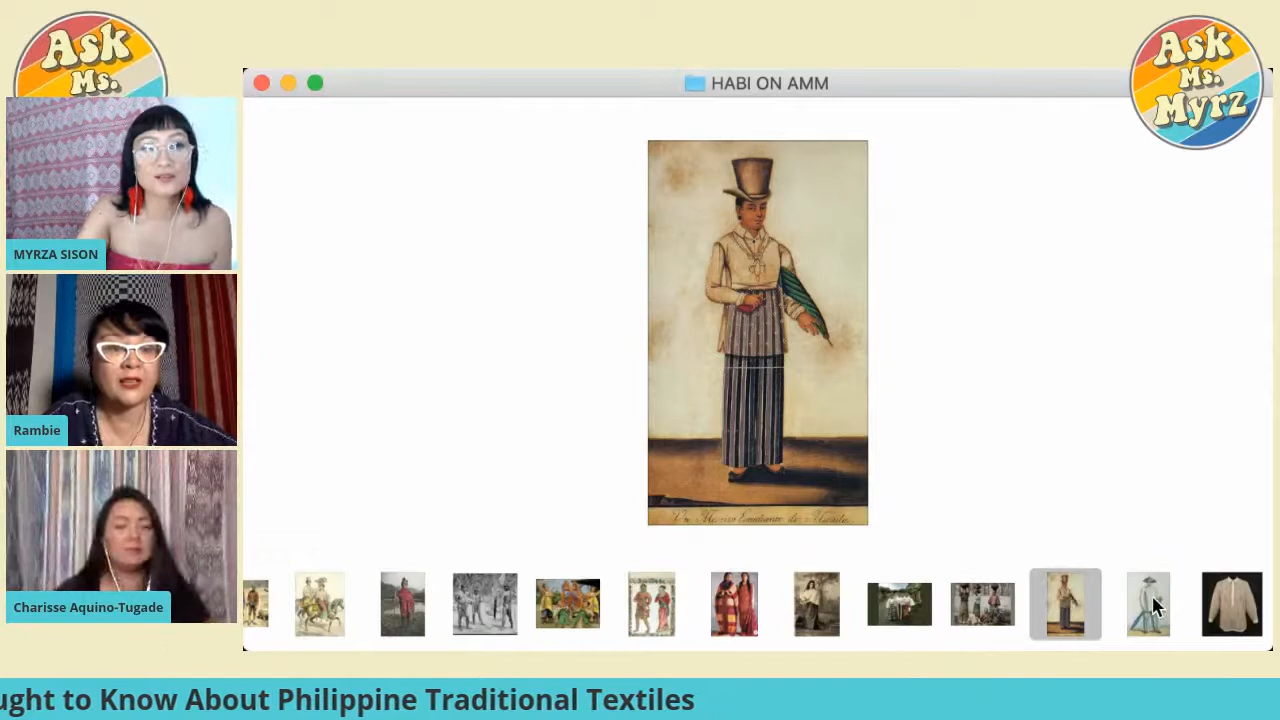 Ask
Ms.
HABI ON AMM
Ask
Ms.
Myrz
MYRZA SISON
Rambie
Charisse Aquino-Tugade
ught to Know About Philippine Traditional Textiles